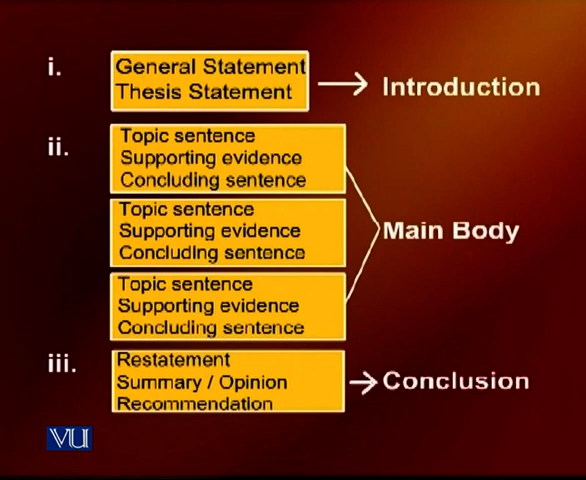 i.
General Statement
Thesis Statement
Introduction
ii.
Topic sentence
Supporting evidence
Concluding sentence
Topic sentence
Supporting evidence
Concluding sentence
Topic sentence
Supporting evidence
Concluding sentence
Main Body
iii.
Restatement
Summary / Opinion
Recommendation
Conclusion
VU